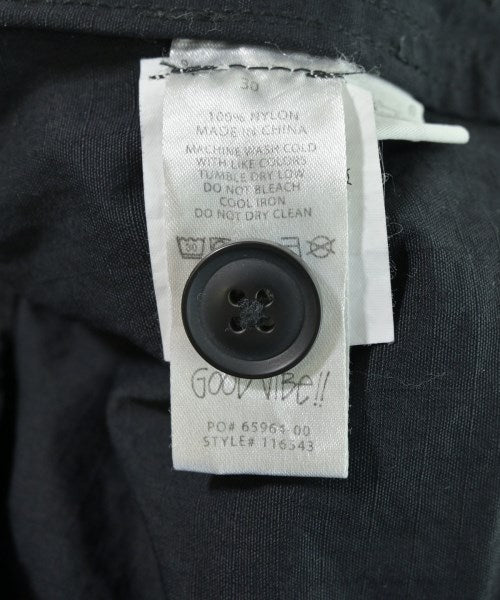 30
100% NYLON
MADE IN CHINA
MACHINE WASH COLD
WITH LIKE COLORS
TUMBLE DRY LOW
DO NOT BLEACH
COOL IRON
DO NOT DRY CLEAN
30
GOOD VIBE!!
PO# 65961-00
STYLE# 116543